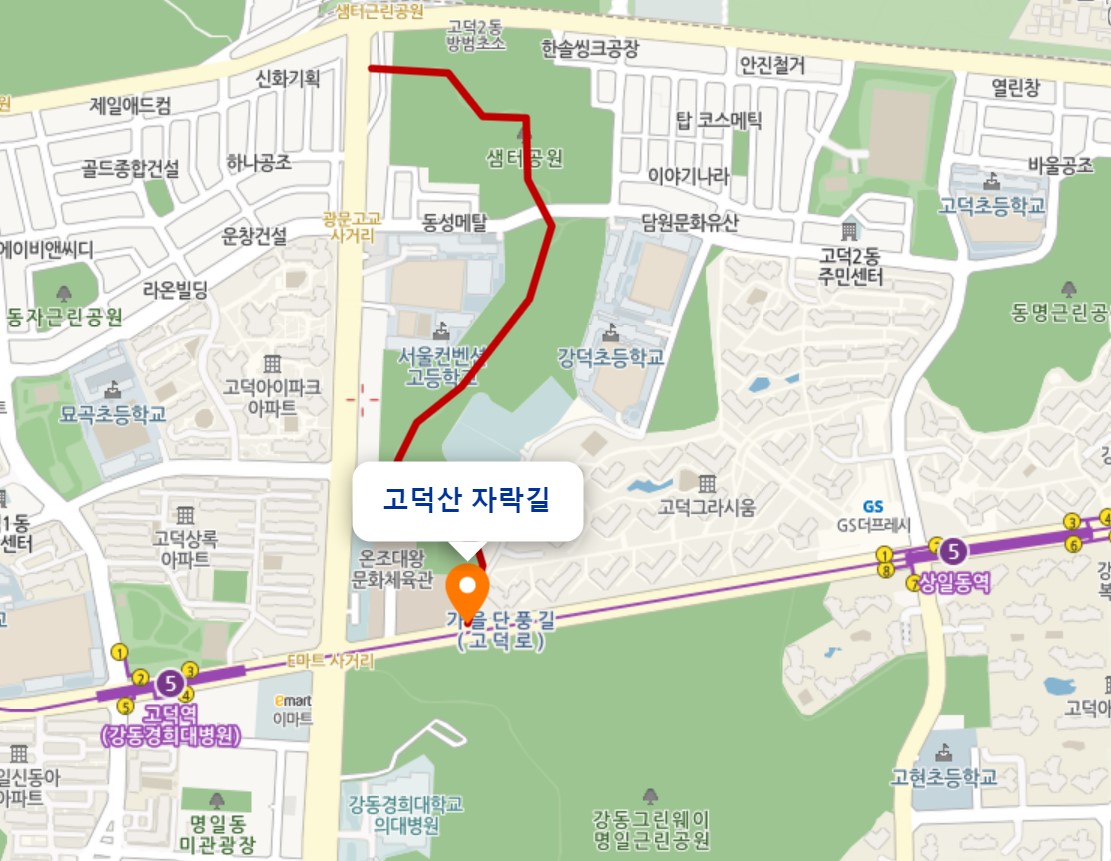 샘터근린공원
고덕2동
방범초소
한솔씽크공장
안진철거
신화기획
제일애드컴
열린창
탑 코스메틱
골드종합건설
하나공조
샘터공원
이야기나라
바울공조
고덕초등학교
광문고교
사거리
동성메탈
담원문화유산
에이비앤씨디
운창건설
고덕2동
주민센터
라온빌딩
동자근린공원
동명근린공
서울컨벤션
고등학교
강덕초등학교
고덕아이파크
아파트
묘곡초등학교
고덕산 자락길
고덕그라시움
GS
GS더프레시
고덕상록
아파트
1동
센터
온조대왕
문화체육관
가을단풍길
(고덕로)
1
8
7
5
상일동역
3
4
6
E마트 사거리
1
2
3
4
5
5
고덕역
(강동경희대병원)
emart
이마트
일신동아
아파트
고덕아
고현초등학교
강동경희대학교
의대병원
강동그린웨이
명일근린공원
명일동
미관광장